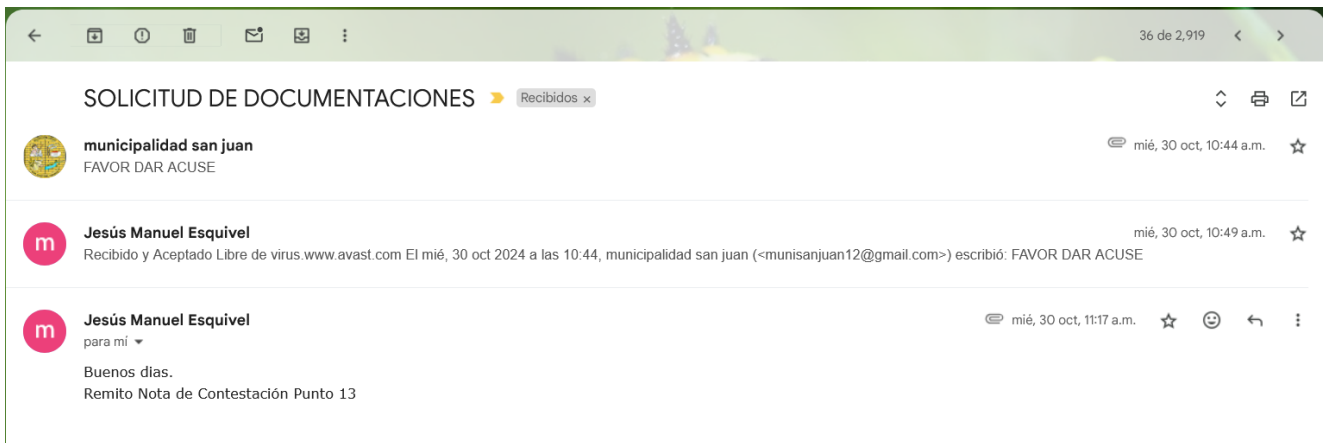 36 de 2,919
SOLICITUD DE DOCUMENTACIONES Recibidos x
municipalidad san juan mié, 30 oct, 10:44 a.m.
FAVOR DAR ACUSE
m
Jesús Manuel Esquivel mié, 30 oct, 10:49 a.m.
Recibido y Aceptado Libre de virus.www.avast.com El mié, 30 oct 2024 a las 10:44, municipalidad san juan (<munisanjuan12@gmail.com>) escribió: FAVOR DAR ACUSE
m
Jesús Manuel Esquivel mié, 30 oct, 11:17 a.m.
para mí
Buenos dias.
Remito Nota de Contestación Punto 13